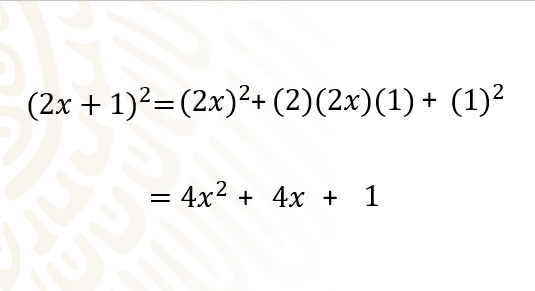 (2x + 1)²=(2x)²+ (2)(2x)(1) + (1)²
= 4x² + 4x + 1